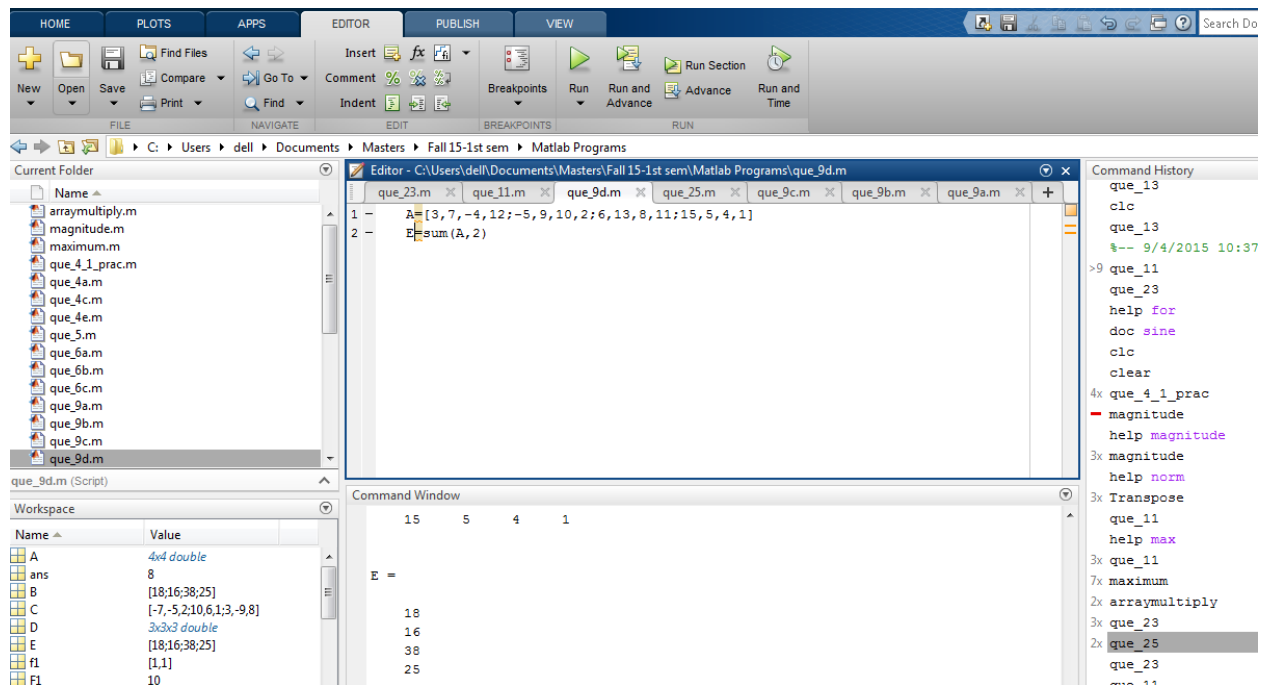 HOME PLOTS APPS EDITOR PUBLISH VIEW Search Do
New Open Save
Find Files
Compare
Print
Go To
Find
Insert fx
Comment
Indent
Breakpoints
Run
Run and Advance
Run Section
Advance
Run and Time
FILE NAVIGATE EDIT BREAKPOINTS RUN
C: Users dell Documents Masters Fall 15-1st sem Matlab Programs
Current Folder
Name
arraymultiply.m
magnitude.m
maximum.m
que_4_1_prac.m
que_4a.m
que_4c.m
que_4e.m
que_5.m
que_6a.m
que_6b.m
que_6c.m
que_9a.m
que_9b.m
que_9c.m
que_9d.m
que_9d.m (Script)
Workspace
Name Value
A 4x4 double
ans 8
B [18;16;38;25]
C [-7,-5,2;10,6,1;3,-9,8]
D 3x3x3 double
E [18;16;38;25]
f1 [1,1]
F1 10
Editor - C:\Users\dell\Documents\Masters\Fall 15-1st sem\Matlab Programs\que_9d.m
que_23.m que_11.m que_9d.m que_25.m que_9c.m que_9b.m que_9a.m +
1 - A=[3,7,-4,12;-5,9,10,2;6,13,8,11;15,5,4,1]
2 - E=sum(A,2)
Command Window
15 5 4 1
E =
18
16
38
25
Command History
que_13
clc
que_13
%-- 9/4/2015 10:37
>9 que_11
que_23
help for
doc sine
clc
clear
4x que_4_1_prac
magnitude
help magnitude
3x magnitude
help norm
3x Transpose
que_11
help max
3x que_11
7x maximum
2x arraymultiply
3x que_23
2x que_25
que_23
que_11